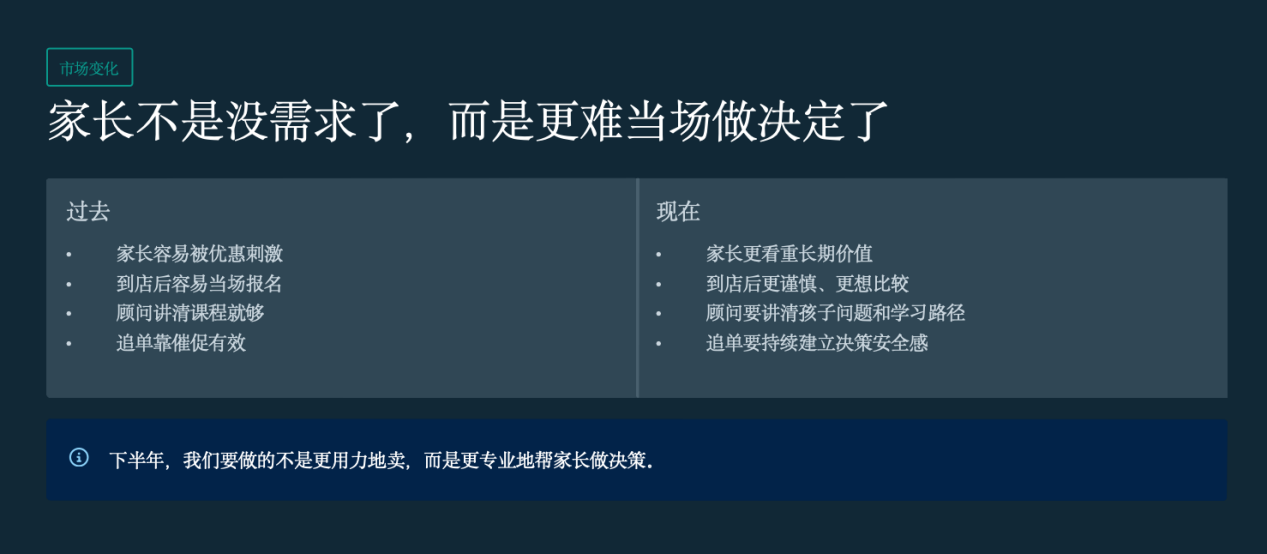 市场变化
家长不是没需求了，而是更难当场做决定了
过去
• 家长容易被优惠刺激
• 到店后容易当场报名
• 顾问讲清课程就够
• 追单靠催促有效
现在
• 家长更看重长期价值
• 到店后更谨慎、更想比较
• 顾问要讲清孩子问题和学习路径
• 追单要持续建立决策安全感
下半年，我们要做的不是更用力地卖，而是更专业地帮家长做决策。